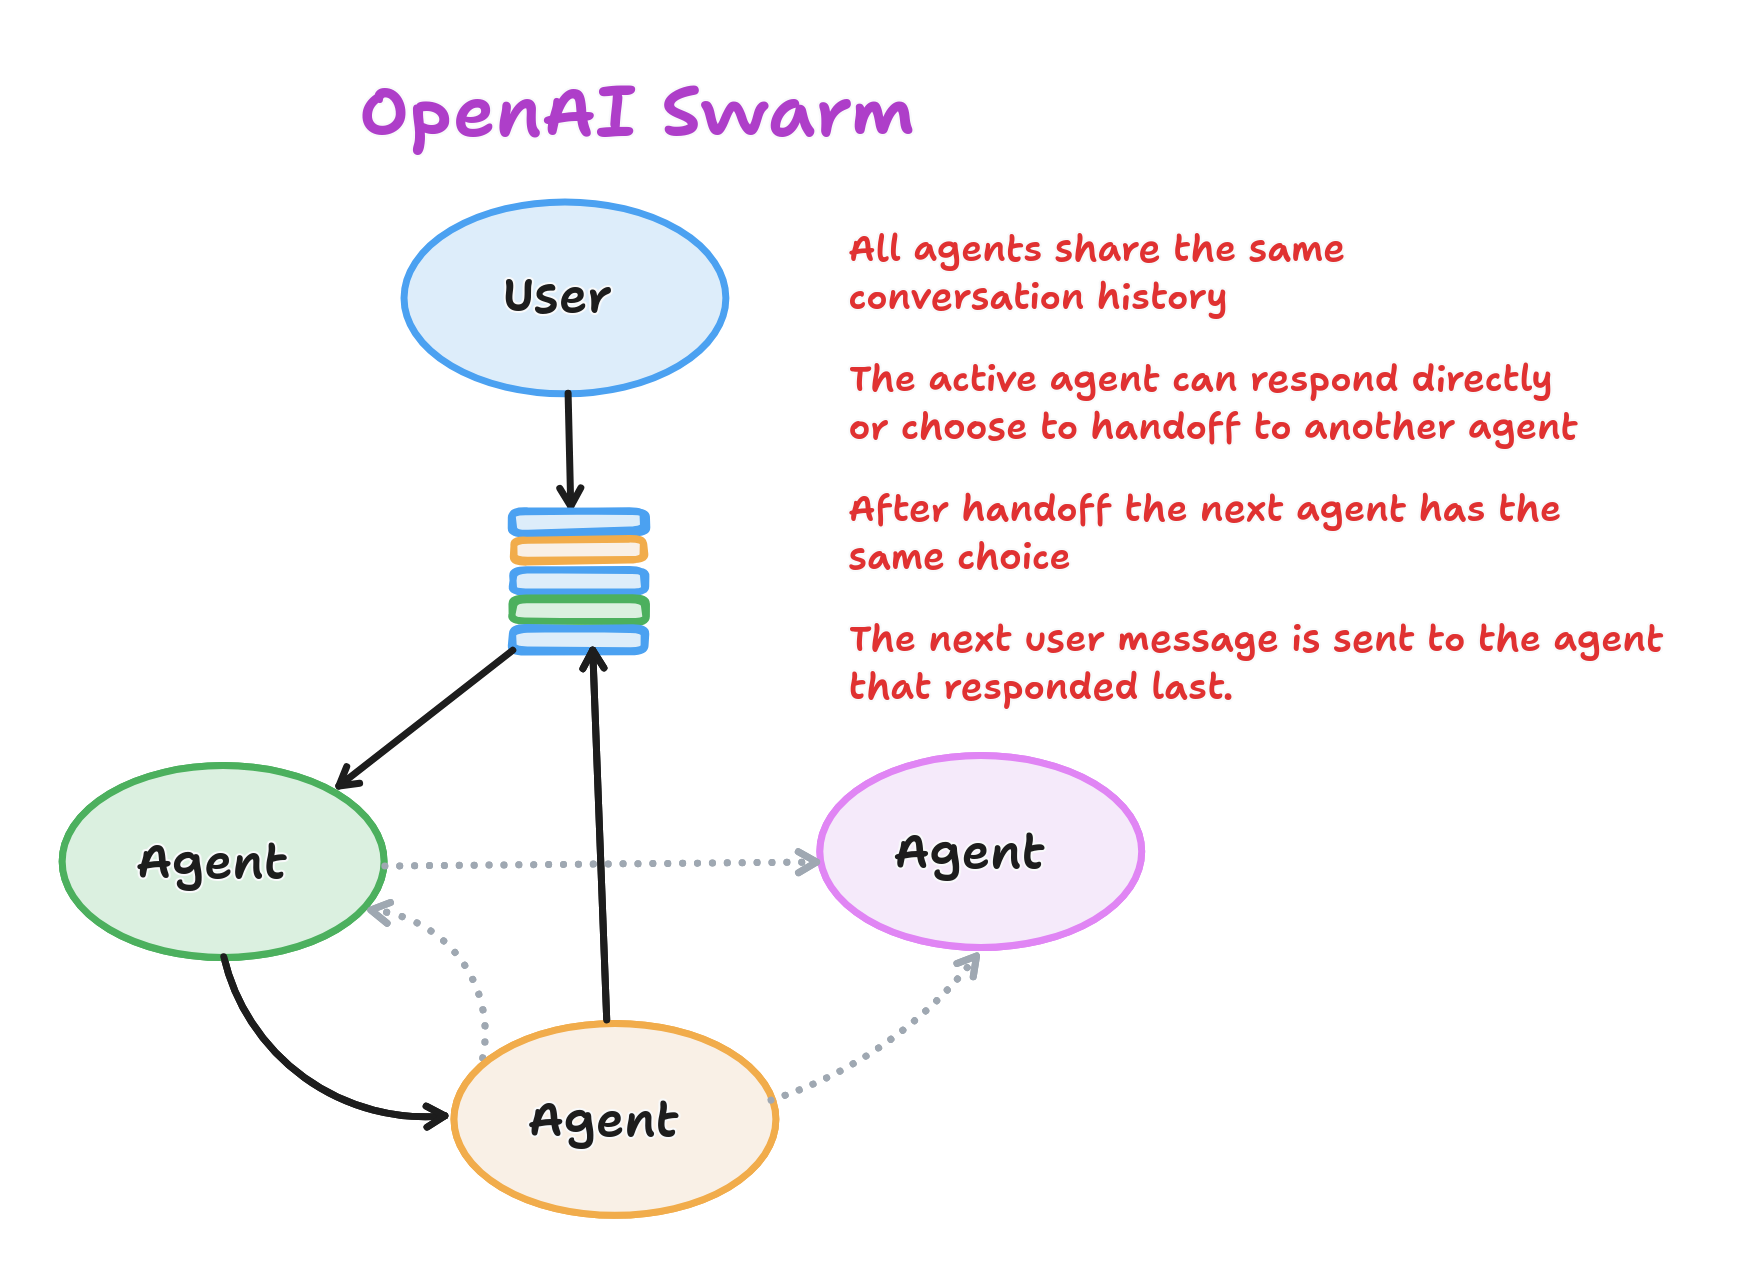 OpenAI Swarm
User
All agents share the same
conversation history
The active agent can respond directly
or choose to handoff to another agent
After handoff the next agent has the
same choice
The next user message is sent to the agent
that responded last.
Agent
Agent
Agent